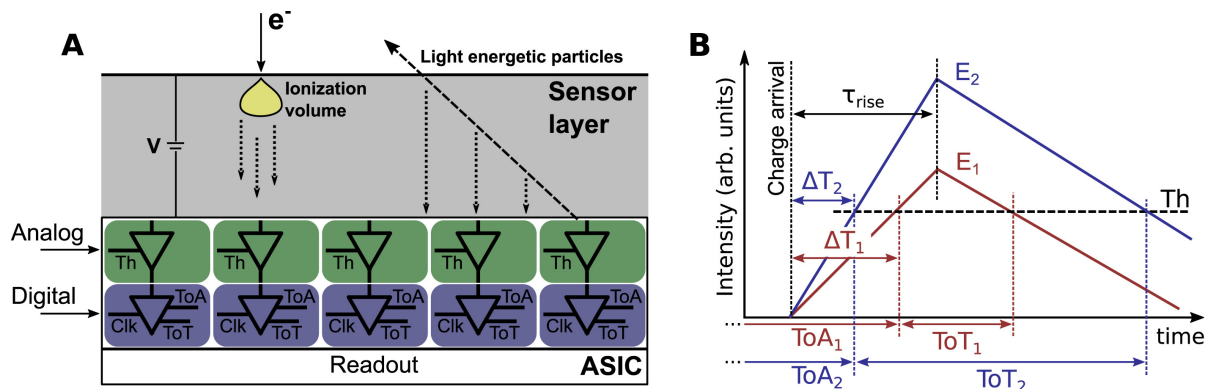 A
e-
Light energetic particles
Ionization
volume
Sensor
layer
V
Analog
Th Th Th Th Th
Digital
ToA ToA ToA ToA ToA
Clk Clk Clk Clk Clk
ToT ToT ToT ToT ToT
Readout
ASIC
B
Intensity (arb. units)
Charge arrival
τrise
E2
E1
ΔT2
ΔT1
Th
time
... ToA1 ToT1
... ToA2 ToT2